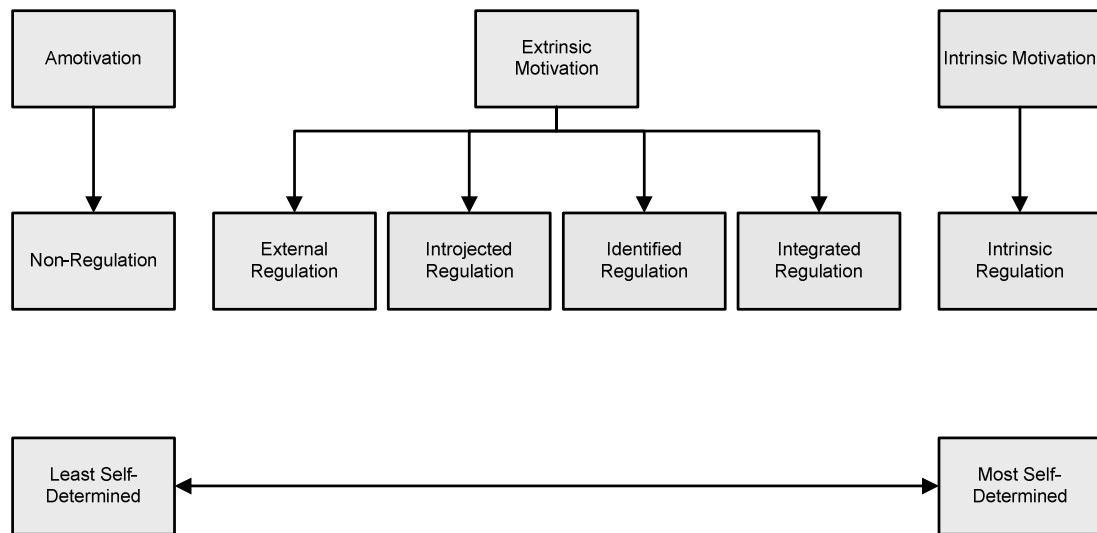 Amotivation
Extrinsic
Motivation
Intrinsic Motivation
Non-Regulation
External
Regulation
Introjected
Regulation
Identified
Regulation
Integrated
Regulation
Intrinsic
Regulation
Least Self-
Determined
Most Self-
Determined